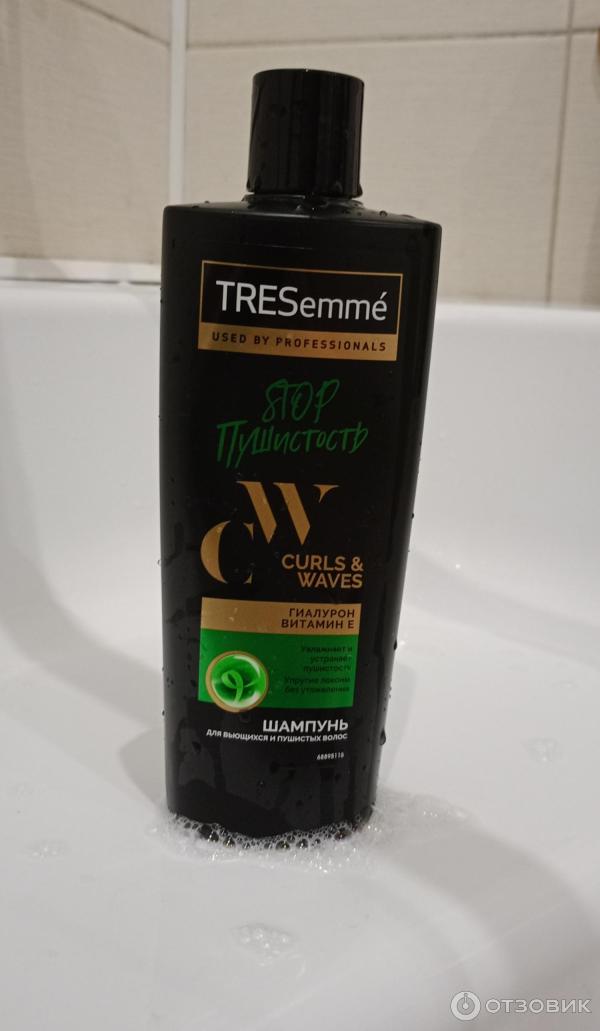 TRESemmé
USED BY PROFESSIONALS
STOP
Пушистость
CW
CURLS &
WAVES
ГИАЛУРОН
ВИТАМИН Е
Увлажняет и
устраняет
пушистость
Упругие локоны
без утяжеления
ШАМПУНЬ
ДЛЯ ВЬЮЩИХСЯ И ПУШИСТЫХ ВОЛОС
68895116
ОТЗОВИК